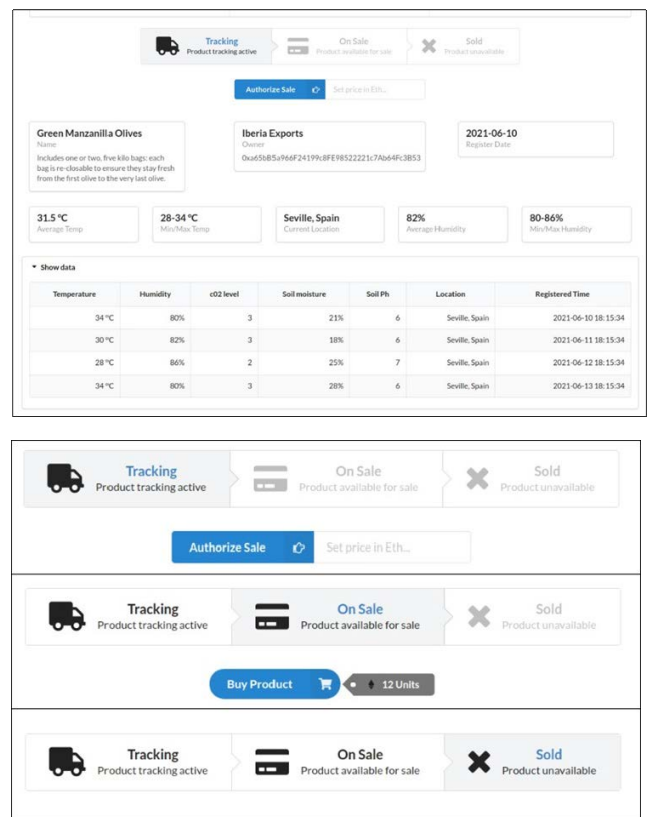 Tracking
Product tracking active
On Sale
Product available for sale
Sold
Product unavailable
Authorize Sale
Set price in Eth...
Green Manzanilla Olives
Name
Includes one or two, five kilo bags: each
bag is re-closable to ensure they stay fresh
from the first olive to the very last olive.
Iberia Exports
Owner
0xa65bB5a966F24199c8FE98522221c7Ab64Fc3B53
2021-06-10
Register Date
31.5 °C
Average Temp
28-34 °C
Min/Max Temp
Seville, Spain
Current Location
82%
Average Humidity
80-86%
Min/Max Humidity
Show data
Temperature Humidity c02 level Soil moisture Soil Ph Location Registered Time
34 °C 80% 3 21% 6 Seville, Spain 2021-06-10 18:15:34
30 °C 82% 3 18% 6 Seville, Spain 2021-06-11 18:15:34
28 °C 86% 2 25% 7 Seville, Spain 2021-06-12 18:15:34
34 °C 80% 3 28% 6 Seville, Spain 2021-06-13 18:15:34
Tracking
Product tracking active
On Sale
Product available for sale
Sold
Product unavailable
Authorize Sale
Set price in Eth...
Tracking
Product tracking active
On Sale
Product available for sale
Sold
Product unavailable
Buy Product
12 Units
Tracking
Product tracking active
On Sale
Product available for sale
Sold
Product unavailable